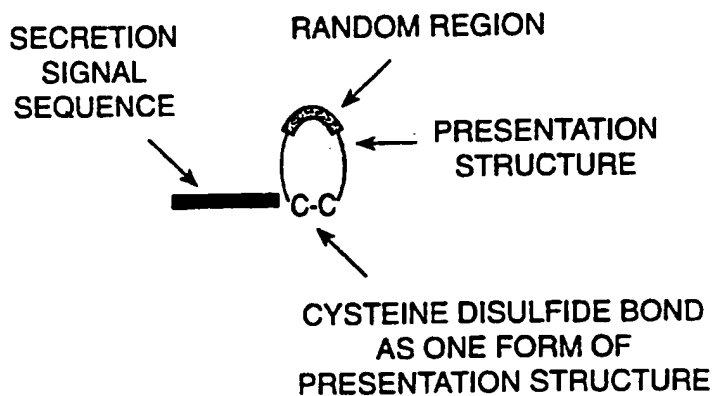 SECRETION
SIGNAL
SEQUENCE
RANDOM REGION
PRESENTATION
STRUCTURE
C-C
CYSTEINE DISULFIDE BOND
AS ONE FORM OF
PRESENTATION STRUCTURE